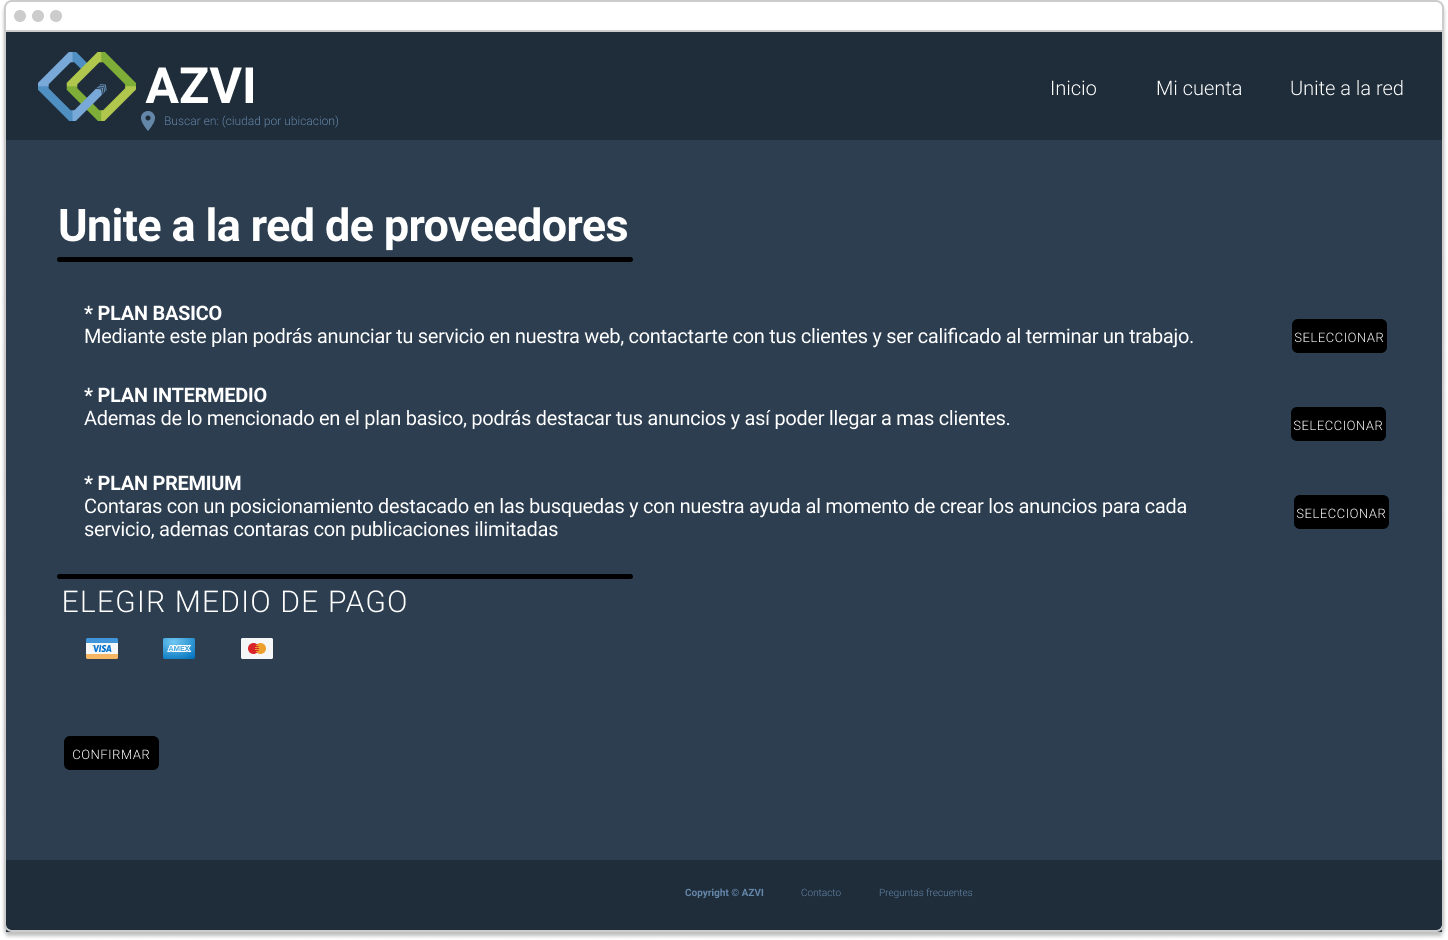 AZVI
Buscar en: (ciudad por ubicacion)
Inicio
Mi cuenta
Unite a la red
Unite a la red de proveedores
* PLAN BASICO
Mediante este plan podrás anunciar tu servicio en nuestra web, contactarte con tus clientes y ser calificado al terminar un trabajo.
SELECCIONAR
* PLAN INTERMEDIO
Ademas de lo mencionado en el plan basico, podrás destacar tus anuncios y así poder llegar a mas clientes.
SELECCIONAR
* PLAN PREMIUM
Contaras con un posicionamiento destacado en las busquedas y con nuestra ayuda al momento de crear los anuncios para cada
servicio, ademas contaras con publicaciones ilimitadas
SELECCIONAR
ELEGIR MEDIO DE PAGO
VISA
AMEX
CONFIRMAR
Copyright © AZVI
Contacto
Preguntas frecuentes